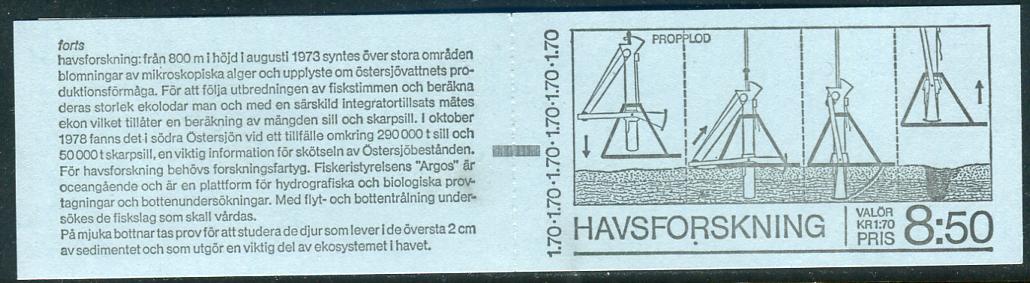 forts
havsforskning: från 800 m i höjd i augusti 1973 syntes över stora områden
blomningar av mikroskopiska alger och upplyste om östersjövattnets pro-
duktionsförmåga. För att följa utbredningen av fiskstimmen och beräkna
deras storlek ekolodar man och med en särskild integratortillsats mätes
ekon vilket tillåter en beräkning av mängden sill och skarpsill. I oktober
1978 fanns det i södra Östersjön vid ett tillfälle omkring 290000 t sill och
50000 t skarpsill, en viktig information för skötseln av Östersjöbestånden.
För havsforskning behövs forskningsfartyg. Fiskeristyrelsens "Argos" är
oceangående och är en plattform för hydrografiska och biologiska prov-
tagningar och bottenundersökningar. Med flyt- och bottentrålning under-
sökes de fiskslag som skall vårdas.
På mjuka bottnar tas prov för att studera de djur som lever i de översta 2 cm
av sedimentet och som utgör en viktig del av ekosystemet i havet.
1.70·1.70·1.70·1.70·1.70·1.70
PROPPLOD
HAVSFORSKNING
VALÖR
KR 1:70
PRIS 8:50